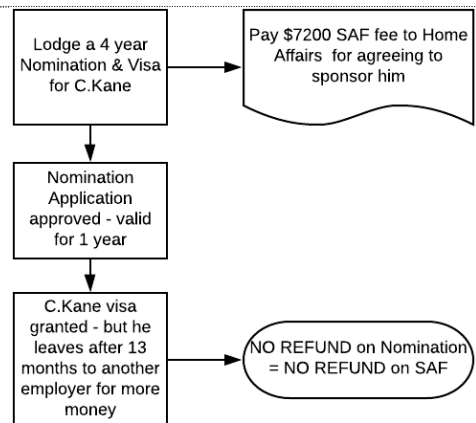 Lodge a 4 year
Nomination & Visa
for C.Kane
Pay $7200 SAF fee to Home
Affairs for agreeing to
sponsor him
Nomination
Application
approved - valid
for 1 year
C.Kane visa
granted - but he
leaves after 13
months to another
employer for more
money
NO REFUND on Nomination
= NO REFUND on SAF